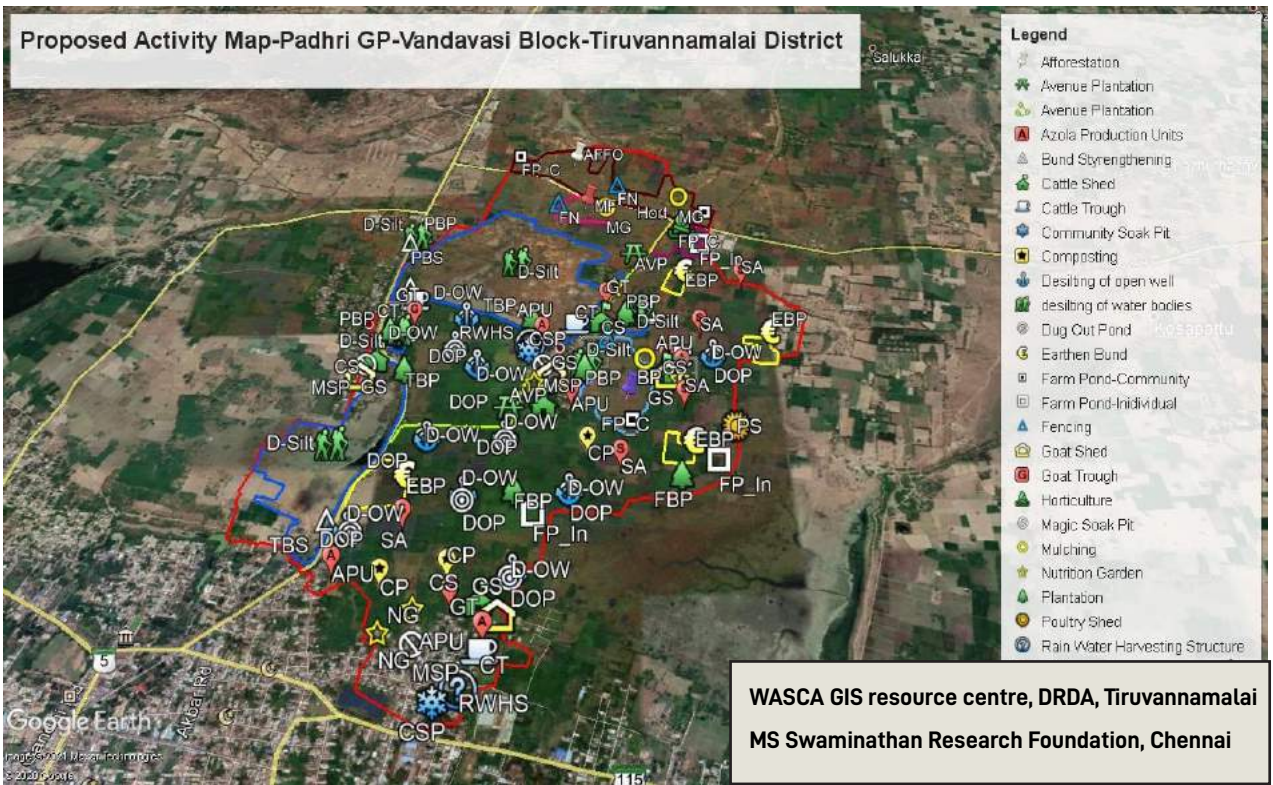 Proposed Activity Map-Padhri GP-Vandavasi Block-Tiruvannamalai District
Salukkai
Legend
Afforestation
Avenue Plantation
Avenue Plantation
Azola Production Units
Bund Styrengthening
Cattle Shed
Cattle Trough
Community Soak Pit
Composting
Desilting of open well
desilting of water bodies
Dug Out Pond
Earthen Bund
Farm Pond-Community
Farm Pond-Inidividual
Fencing
Goat Shed
Goat Trough
Horticulture
Magic Soak Pit
Mulching
Nutrition Garden
Plantation
Poultry Shed
Rain Water Harvesting Structure
FP_C
AFFO
FN
FN
MF
MG
Hort
MG
FP_C
FP_In
SA
D-Silt
PBP
PBS
D-Silt
AVP
EBP
GT
CT
D-OW
TBP
APU
GT
CT
PBP
CS
D-Silt
SA
EBP
PBP
D-Silt
D-OW
RWHS
DOP
CSP
GS
D-Silt
APU
D-OW
DOP
CS
MSP
GS
TBP
D-OW
AVP
MSP
PBP
BP
GS
SA
APU
DOP
D-OW
DOP
FP_C
PS
D-Silt
D-OW
CP
SA
EBP
FP_In
FBP
DOP
EBP
D-OW
DOP
FBP
D-OW
DOP
FP_In
TBS
D-OW
DOP
SA
APU
CP
CP
CS
GS
D-OW
DOP
GT
NG
NG
APU
MSP
CT
RWHS
CSP
5
Akbar Rd
115
Google Earth
© 2020 Google
WASCA GIS resource centre, DRDA, Tiruvannamalai
MS Swaminathan Research Foundation, Chennai